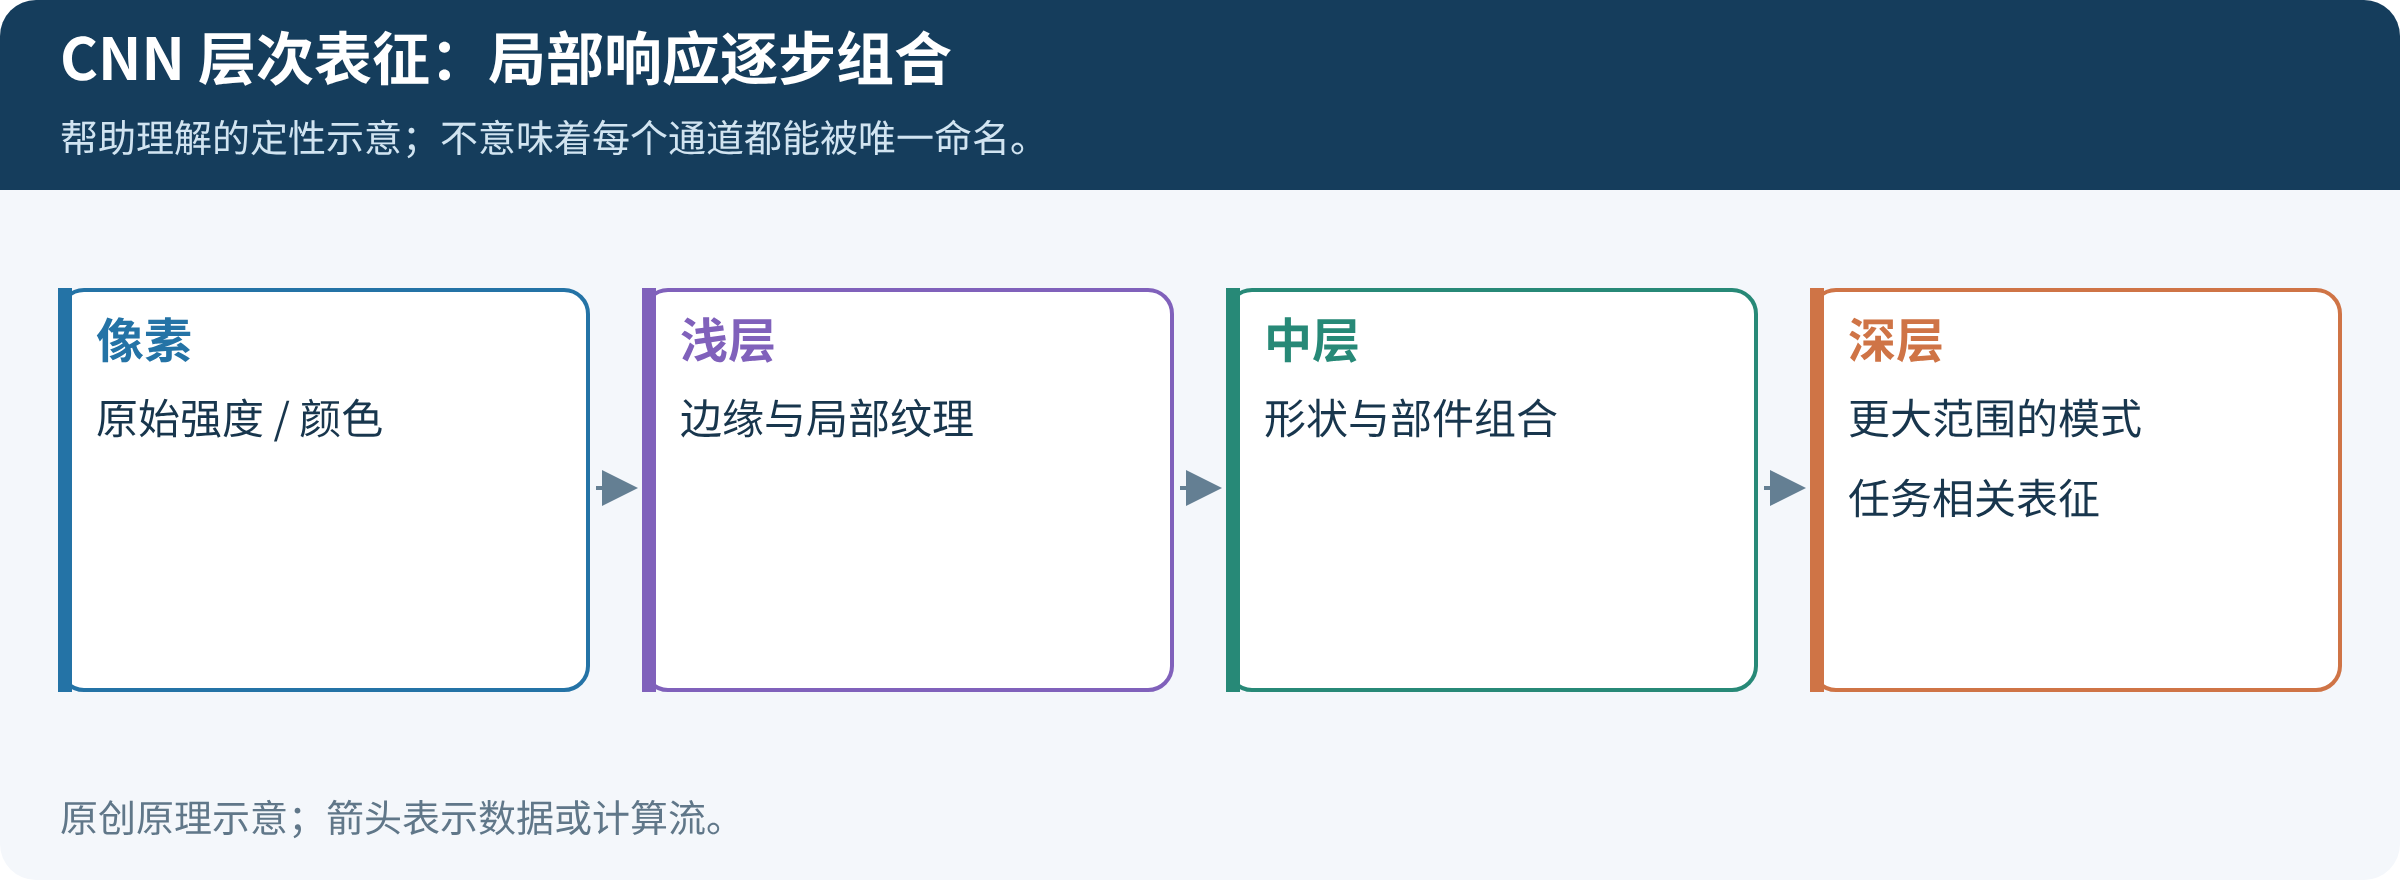 CNN 层次表征：局部响应逐步组合
帮助理解的定性示意；不意味着每个通道都能被唯一命名。
像素
原始强度 / 颜色
浅层
边缘与局部纹理
中层
形状与部件组合
深层
更大范围的模式
任务相关表征
原创原理示意；箭头表示数据或计算流。